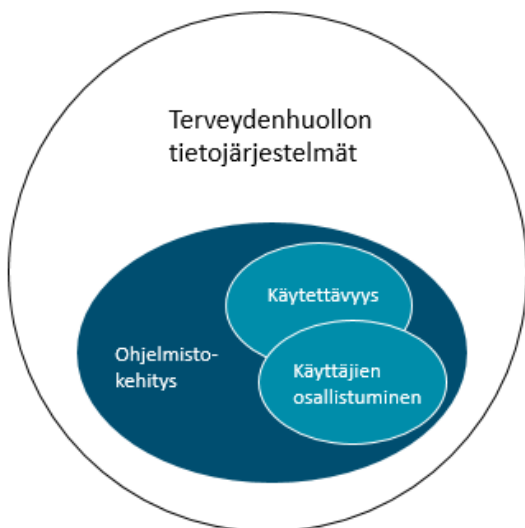 Terveydenhuollon
tietojärjestelmät
Käytettävyys
Ohjelmisto-
kehitys
Käyttäjien
osallistuminen